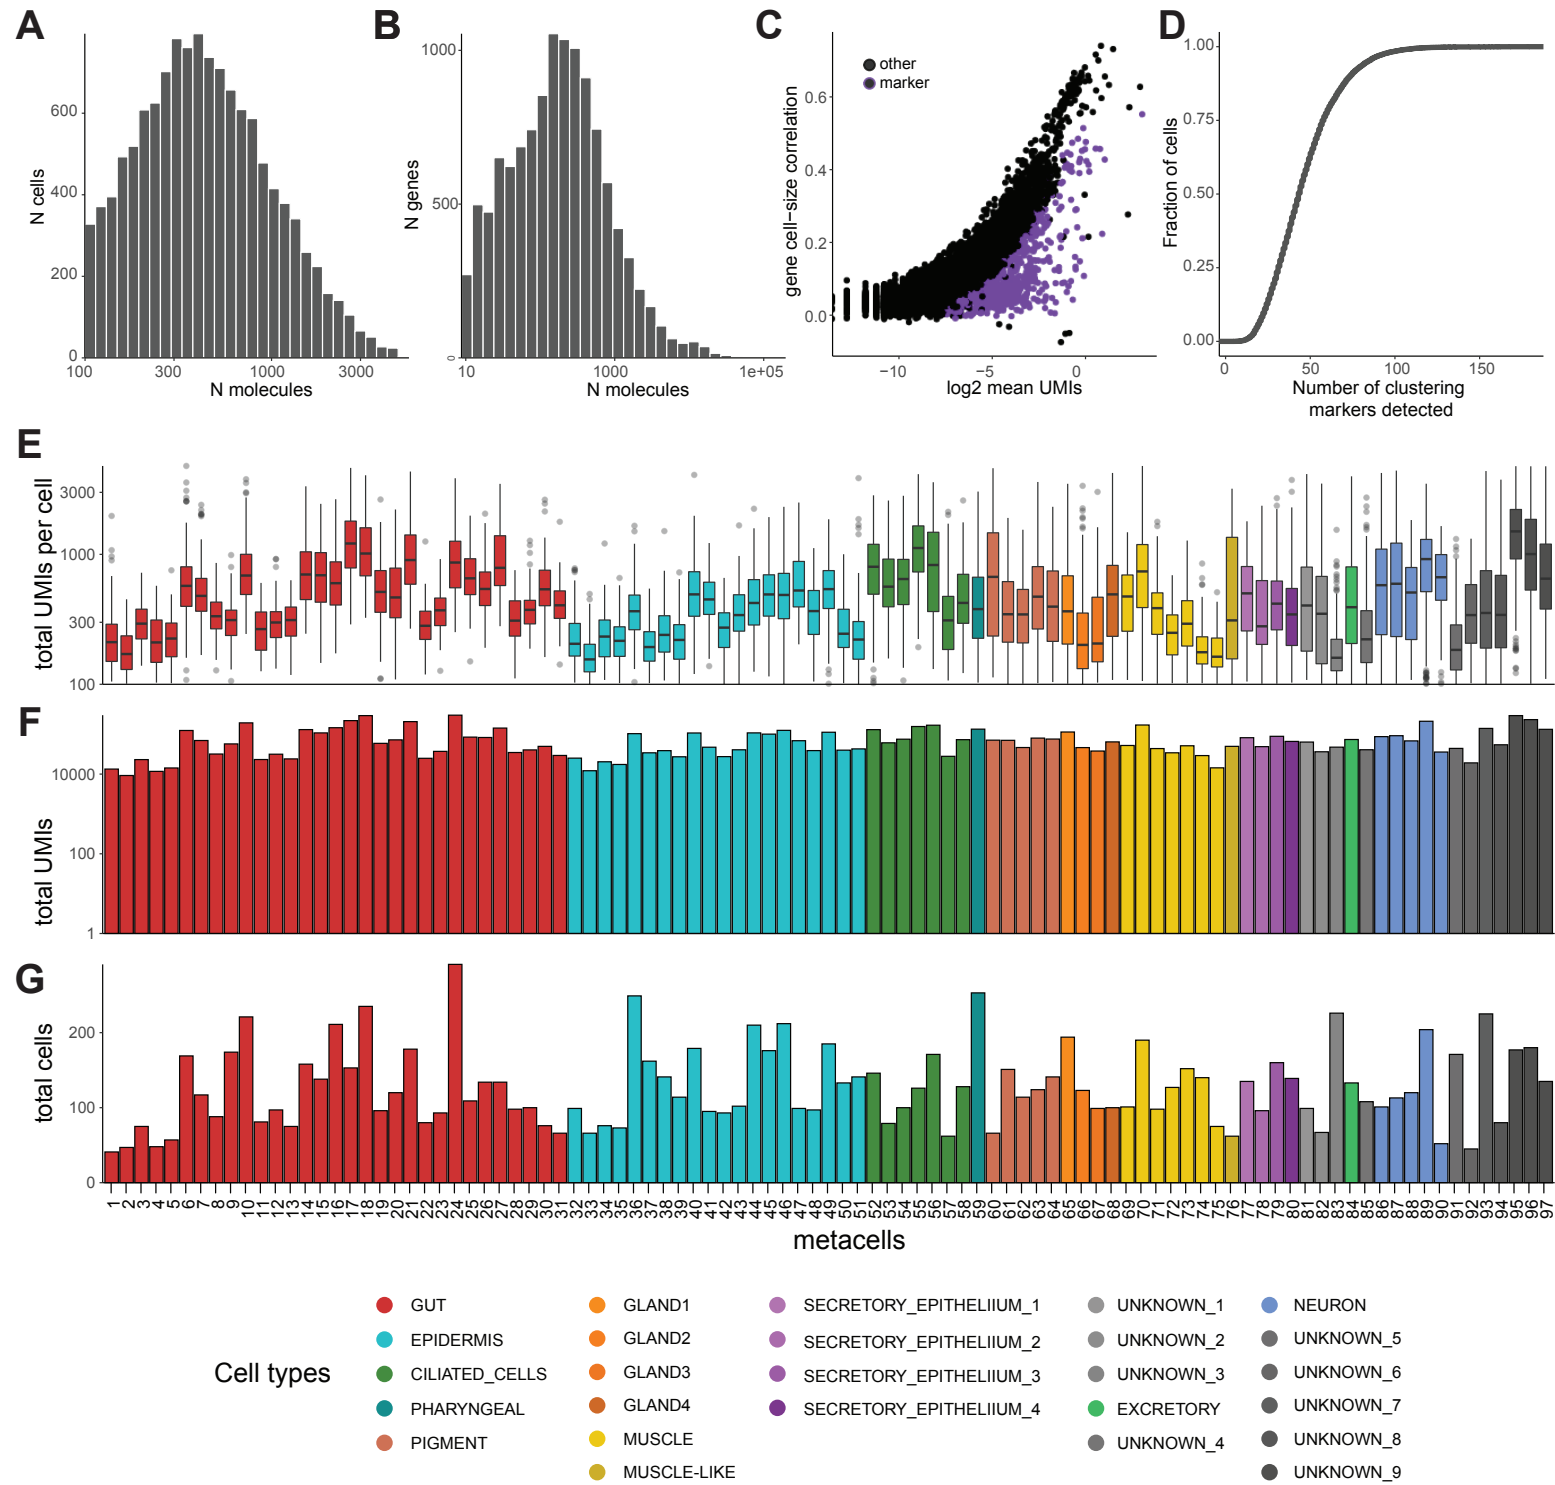 A
B
C
D
N cells
600
400
200
0
100
300
1000
3000
N molecules
N genes
1000
500
0
10
1000
1e+05
N molecules
gene cell−size correlation
other
marker
0.6
0.4
0.2
0.0
−10
−5
0
log2 mean UMIs
Fraction of cells
1.00
0.75
0.50
0.25
0.00
0
50
100
150
Number of clustering
markers detected
E
total UMIs per cell
3000
1000
300
100
F
total UMIs
10000
100
1
G
total cells
200
100
0
1 2 3 4 5 6 7 8 9 10 11 12 13 14 15 16 17 18 19 20 21 22 23 24 25 26 27 28 29 30 31 32 33 34 35 36 37 38 39 40 41 42 43 44 45 46 47 48 49 50 51 52 53 54 55 56 57 58 59 60 61 62 63 64 65 66 67 68 69 70 71 72 73 74 75 76 77 78 79 80 81 82 83 84 85 86 87 88 89 90 91 92 93 94 95 96 97
metacells
Cell types
GUT
EPIDERMIS
CILIATED_CELLS
PHARYNGEAL
PIGMENT
GLAND1
GLAND2
GLAND3
GLAND4
MUSCLE
MUSCLE-LIKE
SECRETORY_EPITHELIIUM_1
SECRETORY_EPITHELIIUM_2
SECRETORY_EPITHELIIUM_3
SECRETORY_EPITHELIIUM_4
UNKNOWN_1
UNKNOWN_2
UNKNOWN_3
EXCRETORY
UNKNOWN_4
NEURON
UNKNOWN_5
UNKNOWN_6
UNKNOWN_7
UNKNOWN_8
UNKNOWN_9